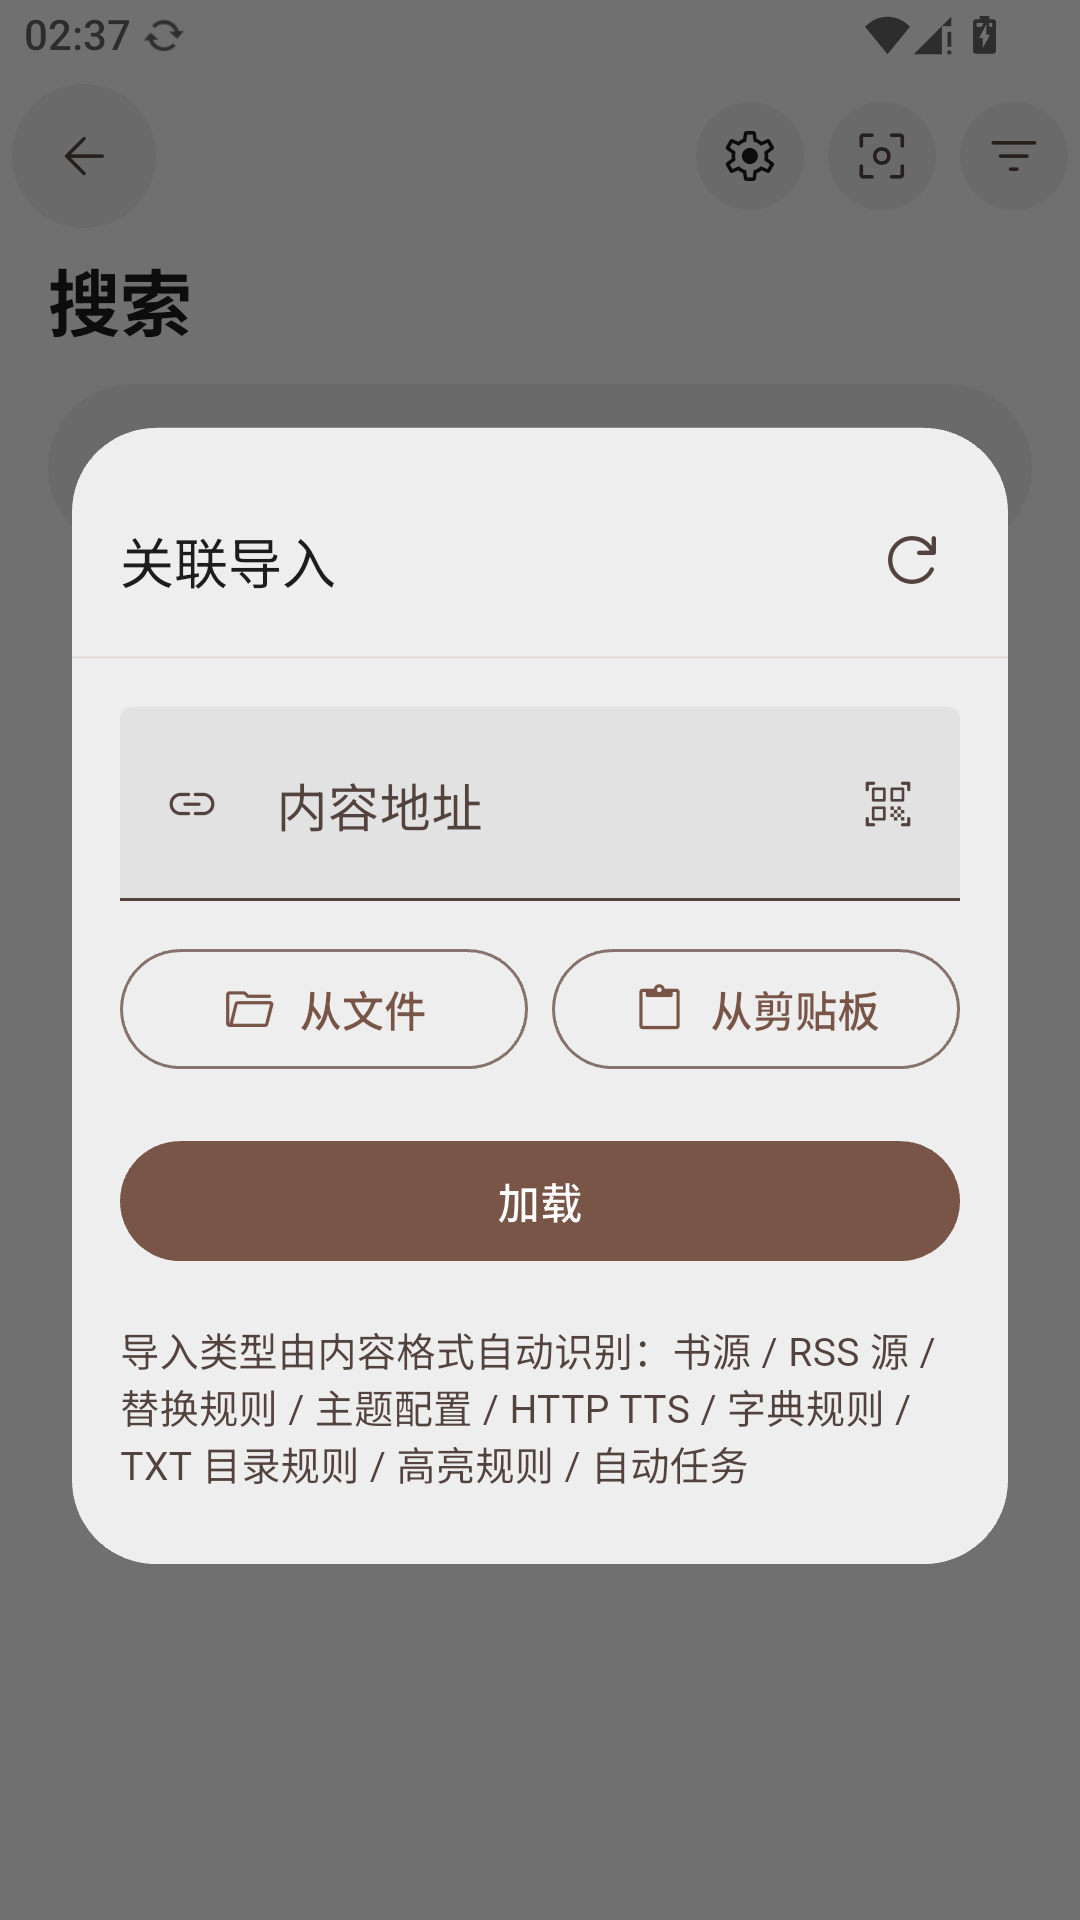 02:37
搜索
关联导入
内容地址
从文件
从剪贴板
加载
导入类型由内容格式自动识别：书源 / RSS 源 /
替换规则 / 主题配置 / HTTP TTS / 字典规则 /
TXT 目录规则 / 高亮规则 / 自动任务